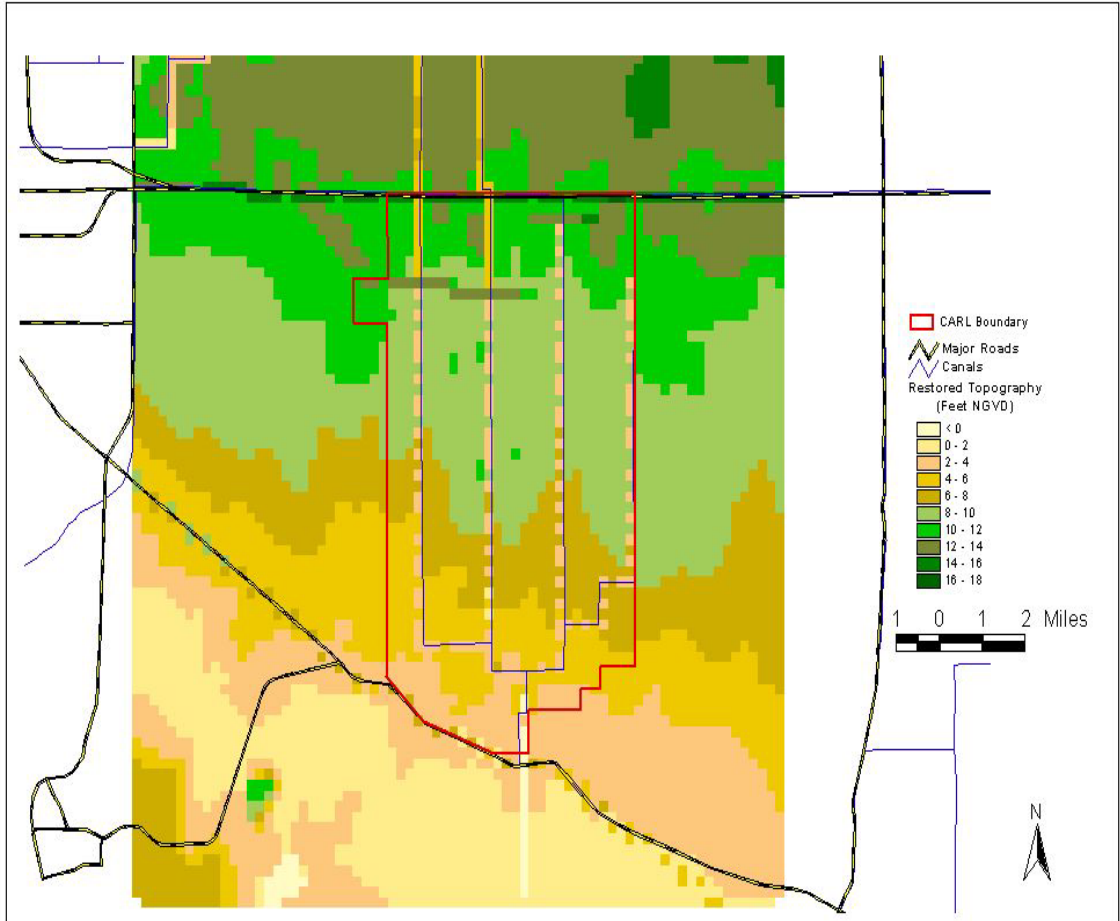 CARL Boundary
Major Roads
Canals
Restored Topography
(Feet NGVD)
< 0
0 - 2
2 - 4
4 - 6
6 - 8
8 - 10
10 - 12
12 - 14
14 - 16
16 - 18
1 0 1 2 Miles
N